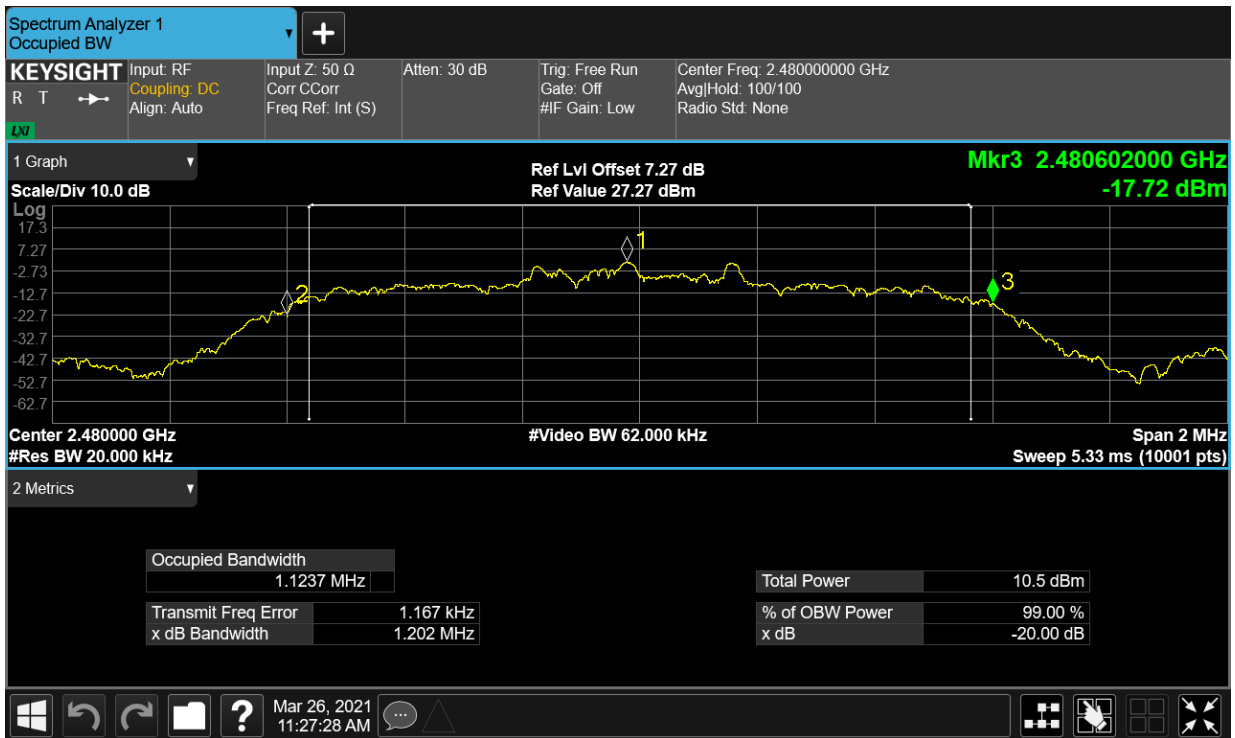 Spectrum Analyzer 1
Occupied BW
+
KEYSIGHT
R T
LXI
Input: RF
Coupling: DC
Align: Auto
Input Z: 50 Ω
Corr CCorr
Freq Ref: Int (S)
Atten: 30 dB
Trig: Free Run
Gate: Off
#IF Gain: Low
Center Freq: 2.480000000 GHz
Avg|Hold: 100/100
Radio Std: None
1 Graph
Scale/Div 10.0 dB
Ref Lvl Offset 7.27 dB
Ref Value 27.27 dBm
Mkr3 2.480602000 GHz
-17.72 dBm
Log
17.3
7.27
-2.73
-12.7
-22.7
-32.7
-42.7
-52.7
-62.7
1
2
3
Center 2.480000 GHz
#Video BW 62.000 kHz
Span 2 MHz
#Res BW 20.000 kHz
Sweep 5.33 ms (10001 pts)
2 Metrics
Occupied Bandwidth
1.1237 MHz
Total Power 10.5 dBm
Transmit Freq Error 1.167 kHz
% of OBW Power 99.00 %
x dB Bandwidth 1.202 MHz
x dB -20.00 dB
?
Mar 26, 2021
11:27:28 AM